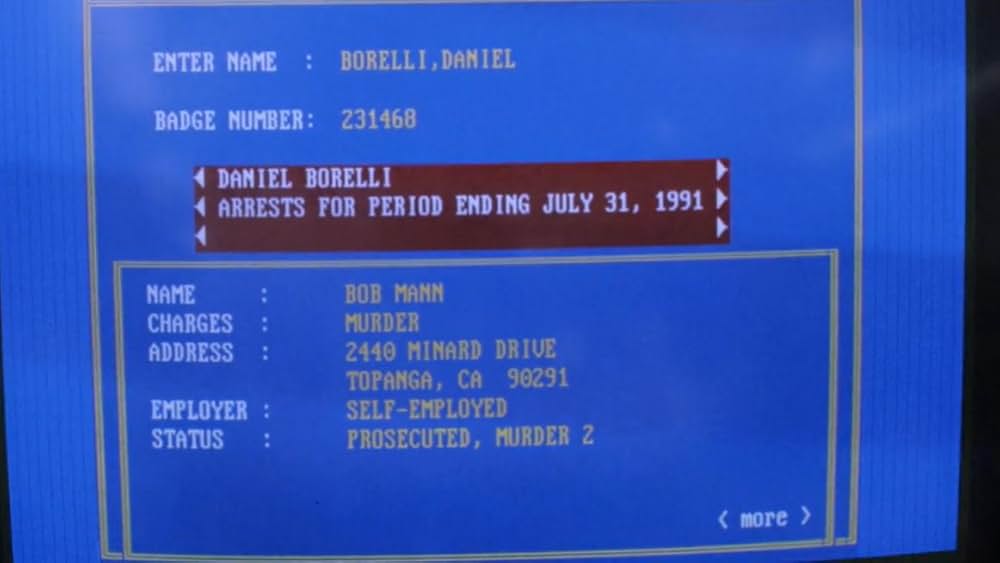 ENTER NAME : BORELLI,DANIEL
BADGE NUMBER: 231468
DANIEL BORELLI
ARRESTS FOR PERIOD ENDING JULY 31, 1991
NAME : BOB MANN
CHARGES : MURDER
ADDRESS : 2440 MINARD DRIVE
TOPANGA, CA 90291
EMPLOYER : SELF-EMPLOYED
STATUS : PROSECUTED, MURDER 2
< more >